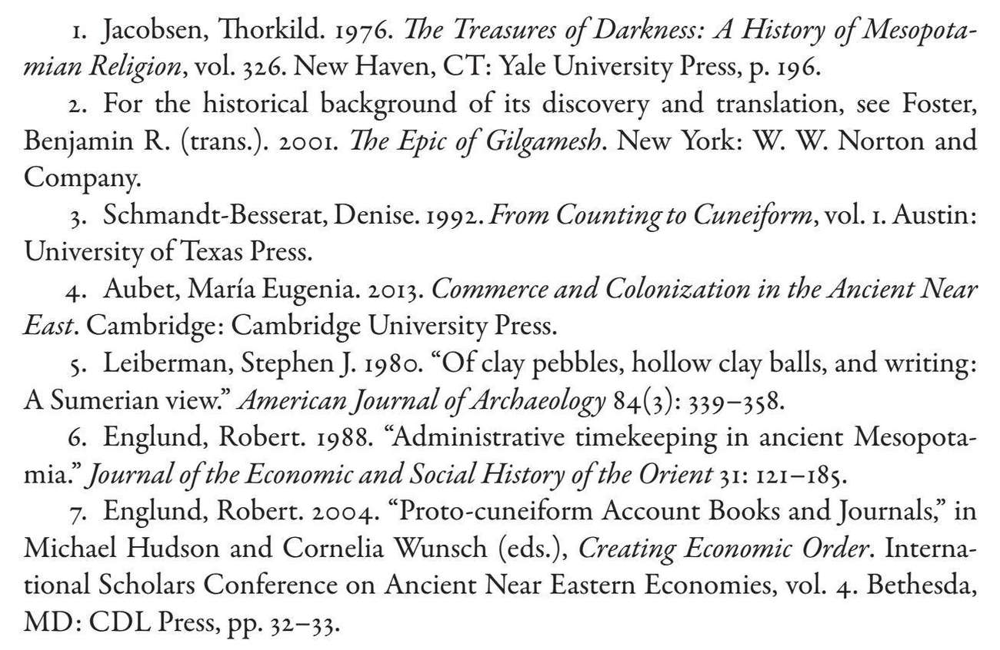 1. Jacobsen, Thorkild. 1976. The Treasures of Darkness: A History of Mesopota-
mian Religion, vol. 326. New Haven, CT: Yale University Press, p. 196.
2. For the historical background of its discovery and translation, see Foster,
Benjamin R. (trans.). 2001. The Epic of Gilgamesh. New York: W. W. Norton and
Company.
3. Schmandt-Besserat, Denise. 1992. From Counting to Cuneiform, vol. 1. Austin:
University of Texas Press.
4. Aubet, María Eugenia. 2013. Commerce and Colonization in the Ancient Near
East. Cambridge: Cambridge University Press.
5. Leiberman, Stephen J. 1980. “Of clay pebbles, hollow clay balls, and writing:
A Sumerian view.” American Journal of Archaeology 84(3): 339–358.
6. Englund, Robert. 1988. “Administrative timekeeping in ancient Mesopota-
mia.” Journal of the Economic and Social History of the Orient 31: 121–185.
7. Englund, Robert. 2004. “Proto-cuneiform Account Books and Journals,” in
Michael Hudson and Cornelia Wunsch (eds.), Creating Economic Order. Interna-
tional Scholars Conference on Ancient Near Eastern Economies, vol. 4. Bethesda,
MD: CDL Press, pp. 32–33.